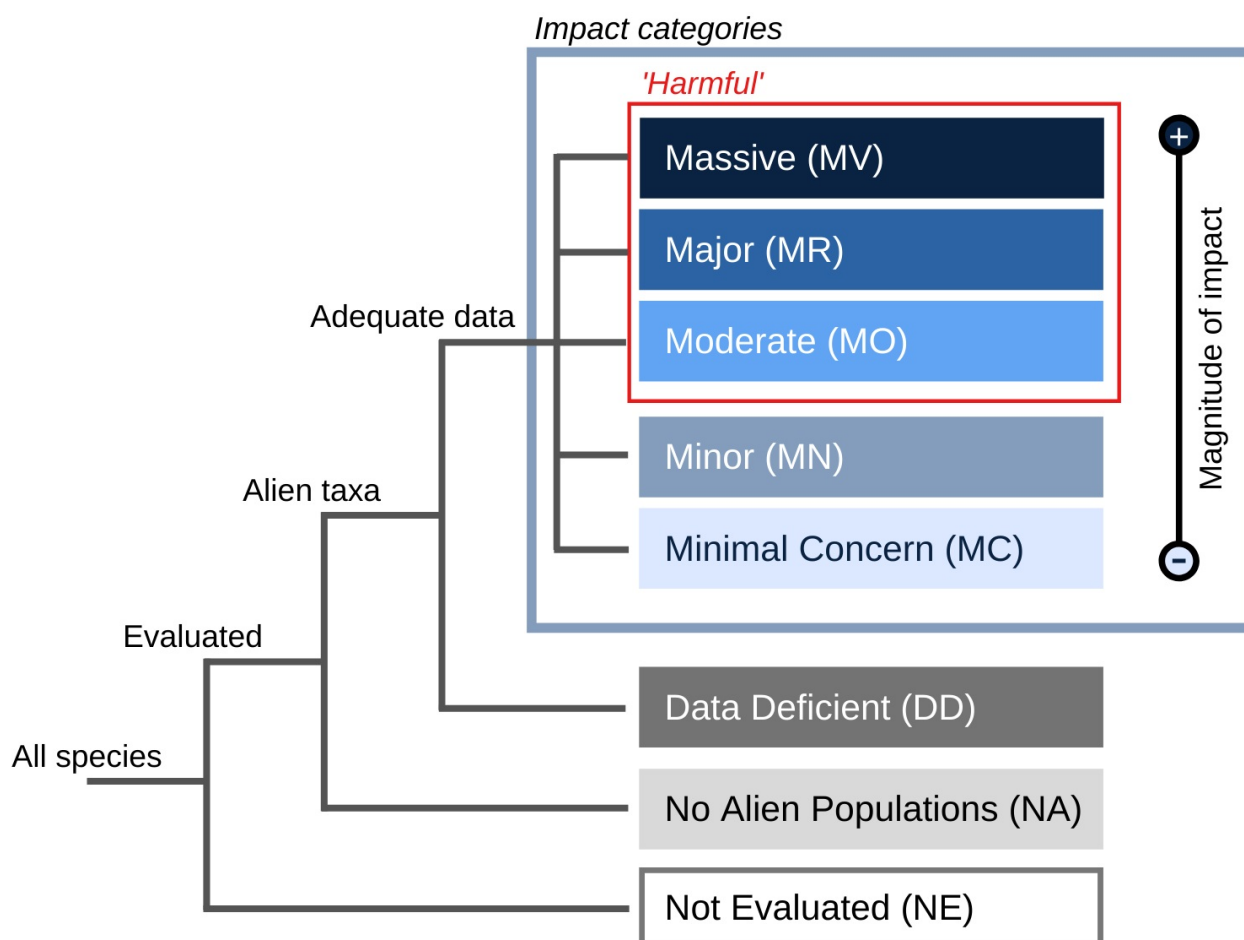 Impact categories
'Harmful'
Massive (MV)
+
Major (MR)
Magnitude of impact
Adequate data
Moderate (MO)
Minor (MN)
Alien taxa
Minimal Concern (MC)
-
Evaluated
Data Deficient (DD)
All species
No Alien Populations (NA)
Not Evaluated (NE)